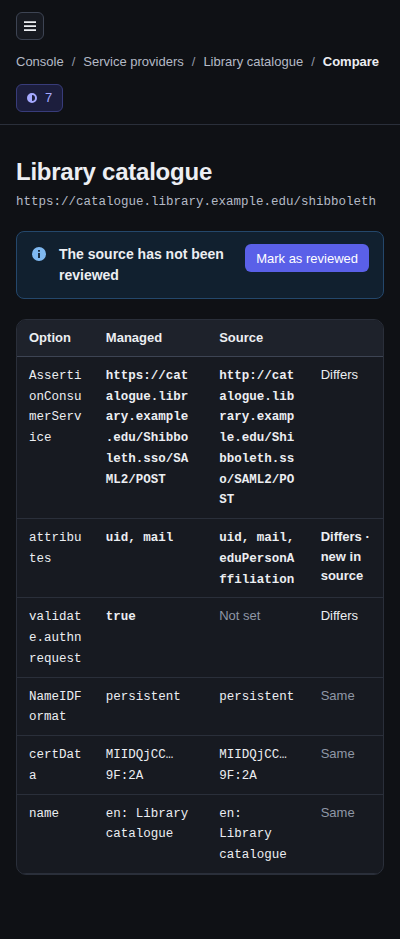 Console / Service providers / Library catalogue / Compare
7
Library catalogue
https://catalogue.library.example.edu/shibboleth
The source has not been
reviewed
Mark as reviewed
Option Managed Source
Asserti
onConsu
merServ
ice
https://cat
alogue.libr
ary.example
.edu/Shibbo
leth.sso/SA
ML2/POST
http://cat
alogue.lib
rary.examp
le.edu/Shi
bboleth.ss
o/SAML2/PO
ST
Differs
attribu
tes
uid, mail
uid, mail,
eduPersonA
ffiliation
Differs ·
new in
source
validat
e.authn
request
true
Not set
Differs
NameIDF
ormat
persistent
persistent
Same
certDat
a
MIIDQjCC…
9F:2A
MIIDQjCC…
9F:2A
Same
name
en: Library
catalogue
en:
Library
catalogue
Same